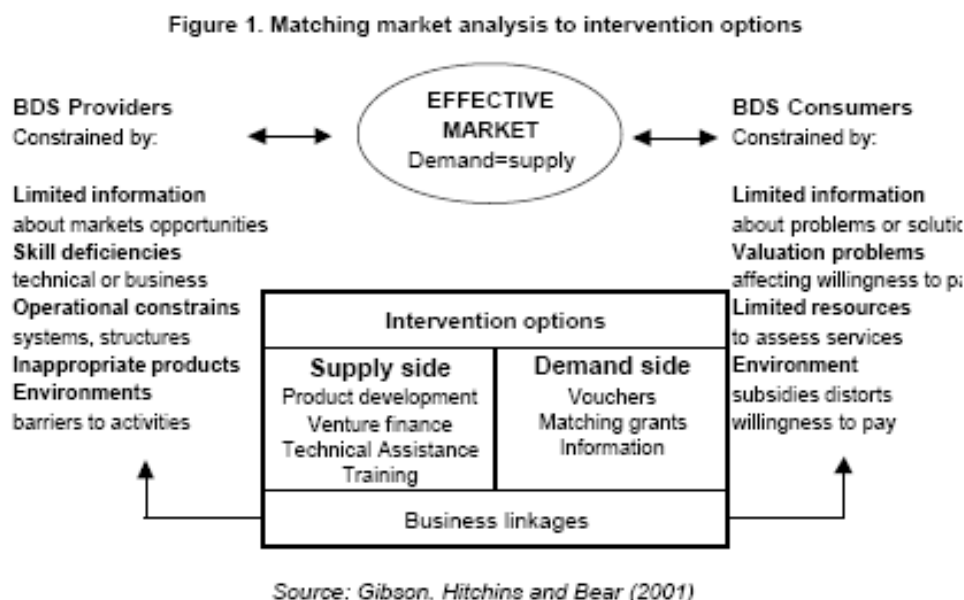 Figure 1. Matching market analysis to intervention options
BDS Providers
Constrained by:
Limited information
about markets opportunities
Skill deficiencies
technical or business
Operational constrains
systems, structures
Inappropriate products
Environments
barriers to activities
EFFECTIVE
MARKET
Demand=supply
BDS Consumers
Constrained by:
Limited information
about problems or
Valuation problems
affecting willingness to
Limited resources
to assess services
Environment
subsidies distorts
willingness to pay
Intervention options
Supply side
Product development
Venture finance
Technical Assistance
Training
Demand side
Vouchers
Matching grants
Information
Business linkages
Source: Gibson, Hitchins and Bear (2001)